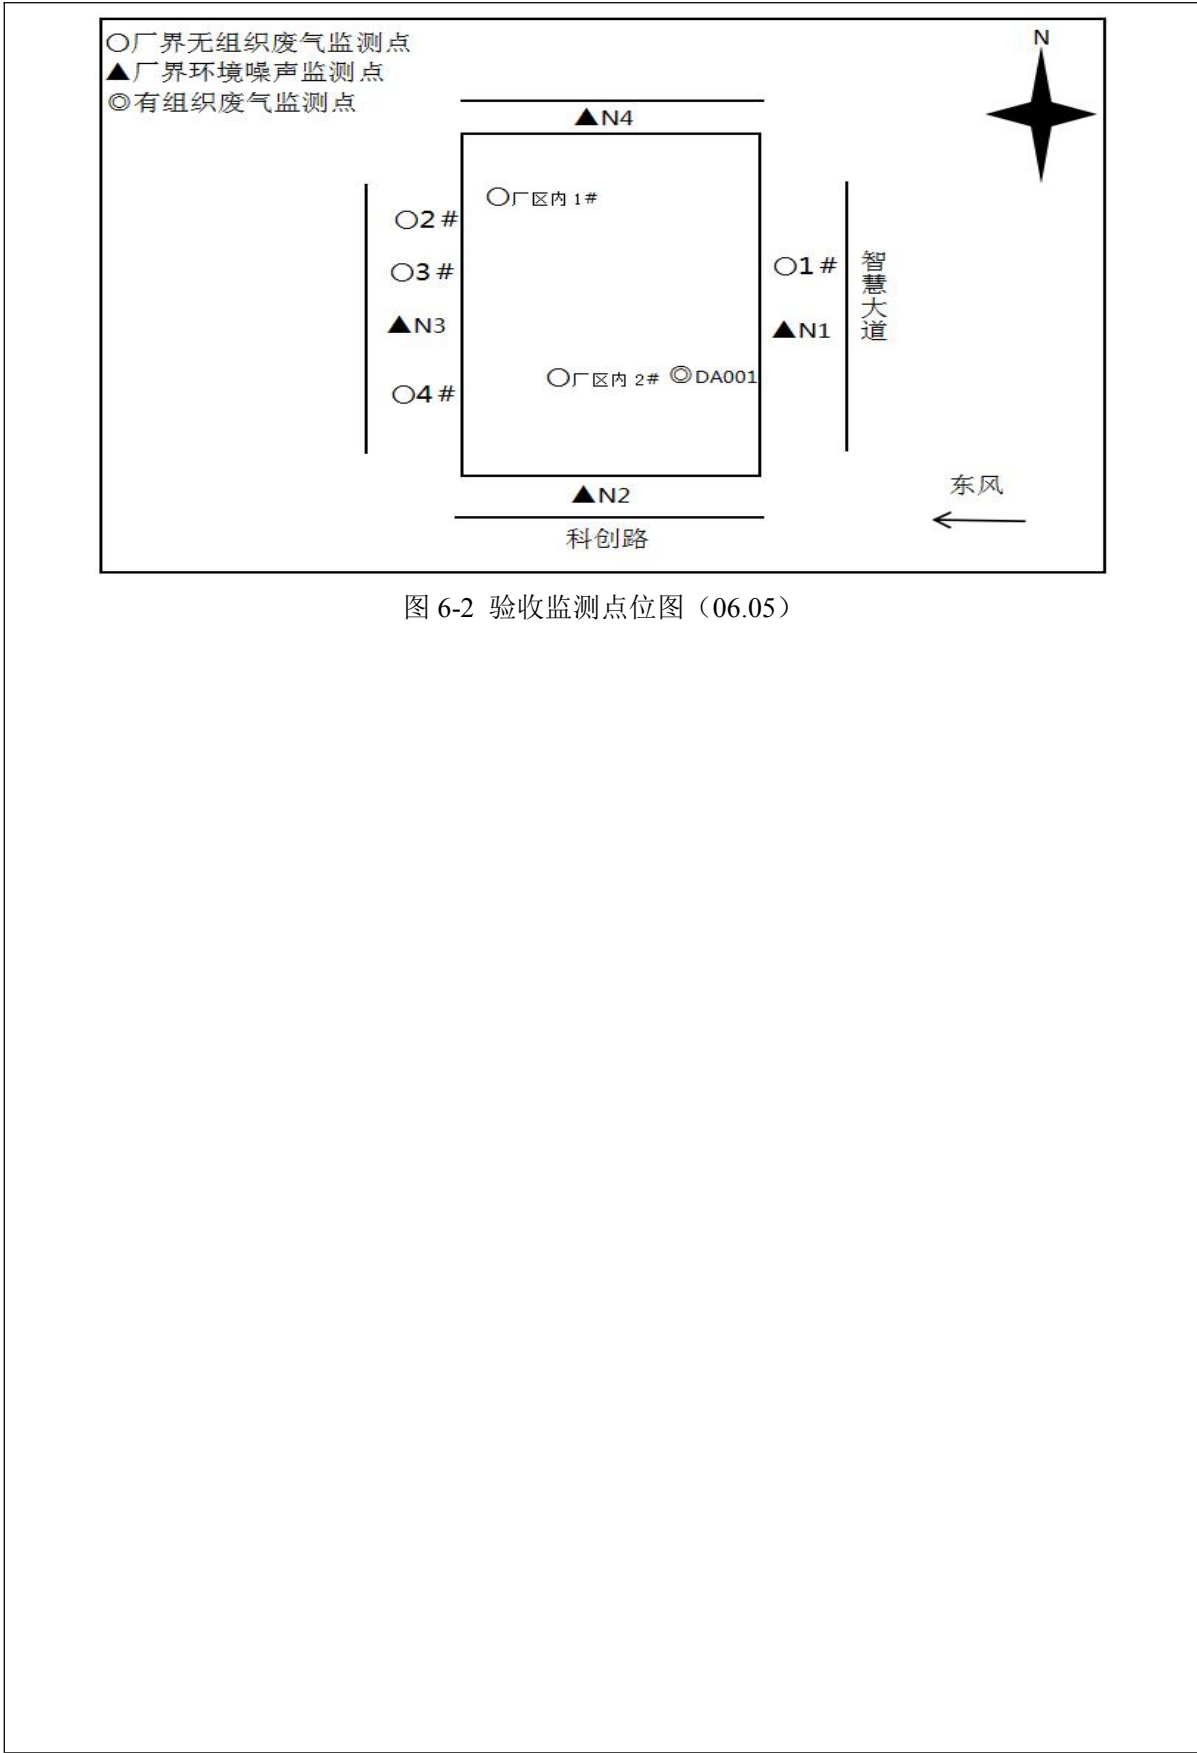 ○厂界无组织废气监测点
▲厂界环境噪声监测点
◎有组织废气监测点
N
▲N4
○厂区内 1#
○2#
○3#
▲N3
○4#
○1#
▲N1
智慧大道
○厂区内 2#
◎DA001
▲N2
科创路
东风
图 6-2 验收监测点位图（06.05）